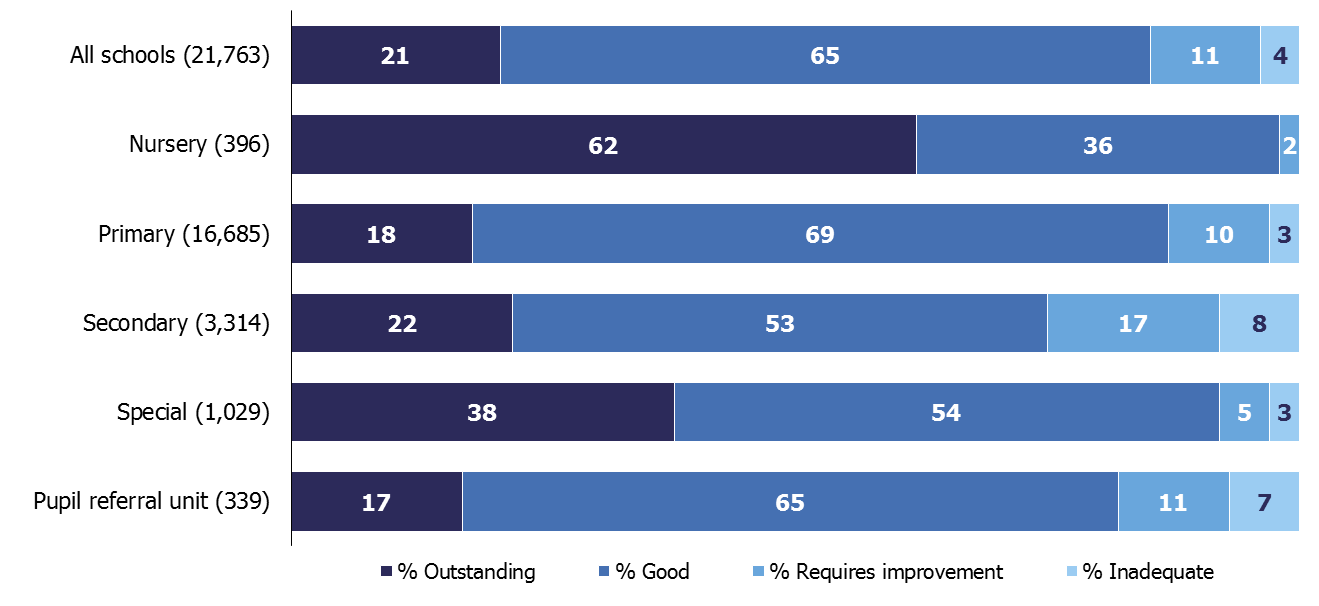 All schools (21,763) 21 65 11 4
Nursery (396) 62 36 2
Primary (16,685) 18 69 10 3
Secondary (3,314) 22 53 17 8
Special (1,029) 38 54 5 3
Pupil referral unit (339) 17 65 11 7
% Outstanding % Good % Requires improvement % Inadequate